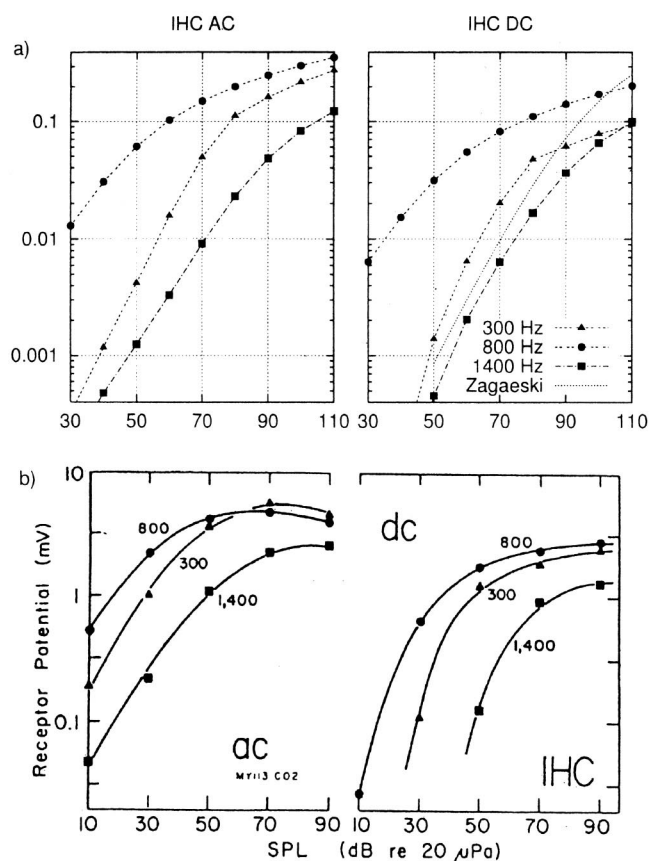 a)
IHC AC
IHC DC
0.1
0.01
0.001
30 50 70 90 110
30 50 70 90 110
300 Hz
800 Hz
1400 Hz
Zagaeski
b)
Receptor Potential (mV)
10
1
0.1
800
300
1,400
ac
MY113 C02
10 30 50 70 90
dc
800
300
1,400
IHC
10 30 50 70 90
SPL (dB re 20 µPa)